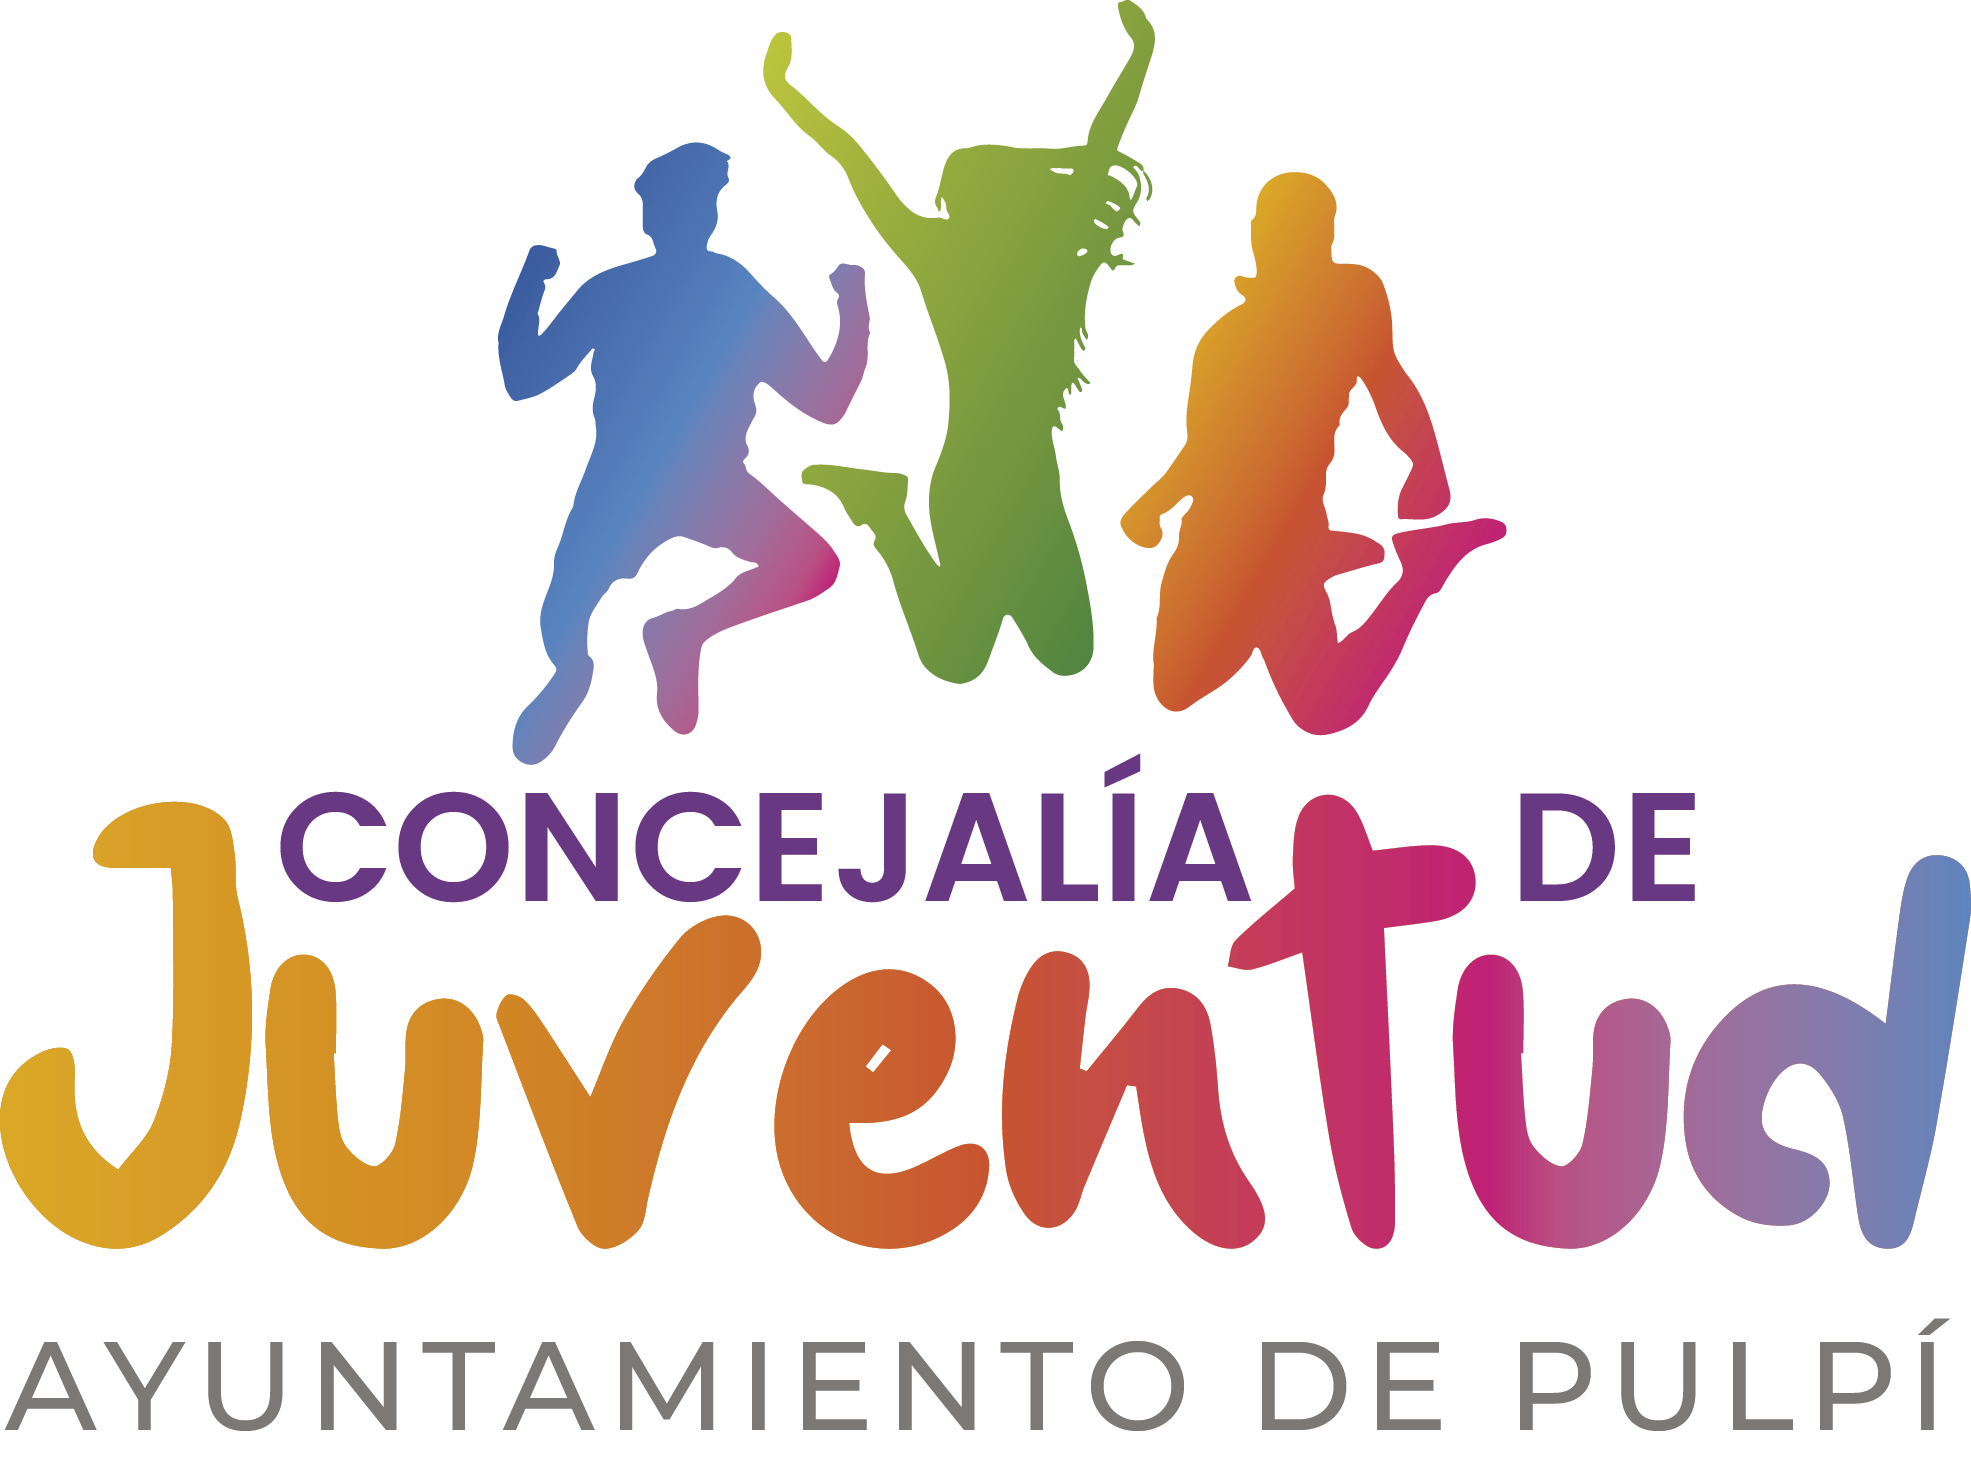 CONCEJALÍA DE
Juventud
AYUNTAMIENTO DE PULPÍ